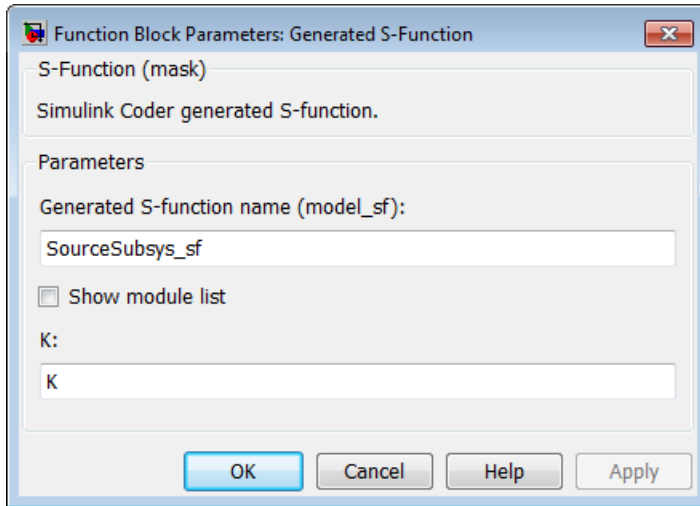 Function Block Parameters: Generated S-Function
S-Function (mask)
Simulink Coder generated S-function.
Parameters
Generated S-function name (model_sf):
SourceSubsys_sf
Show module list
K:
K
OK Cancel Help Apply